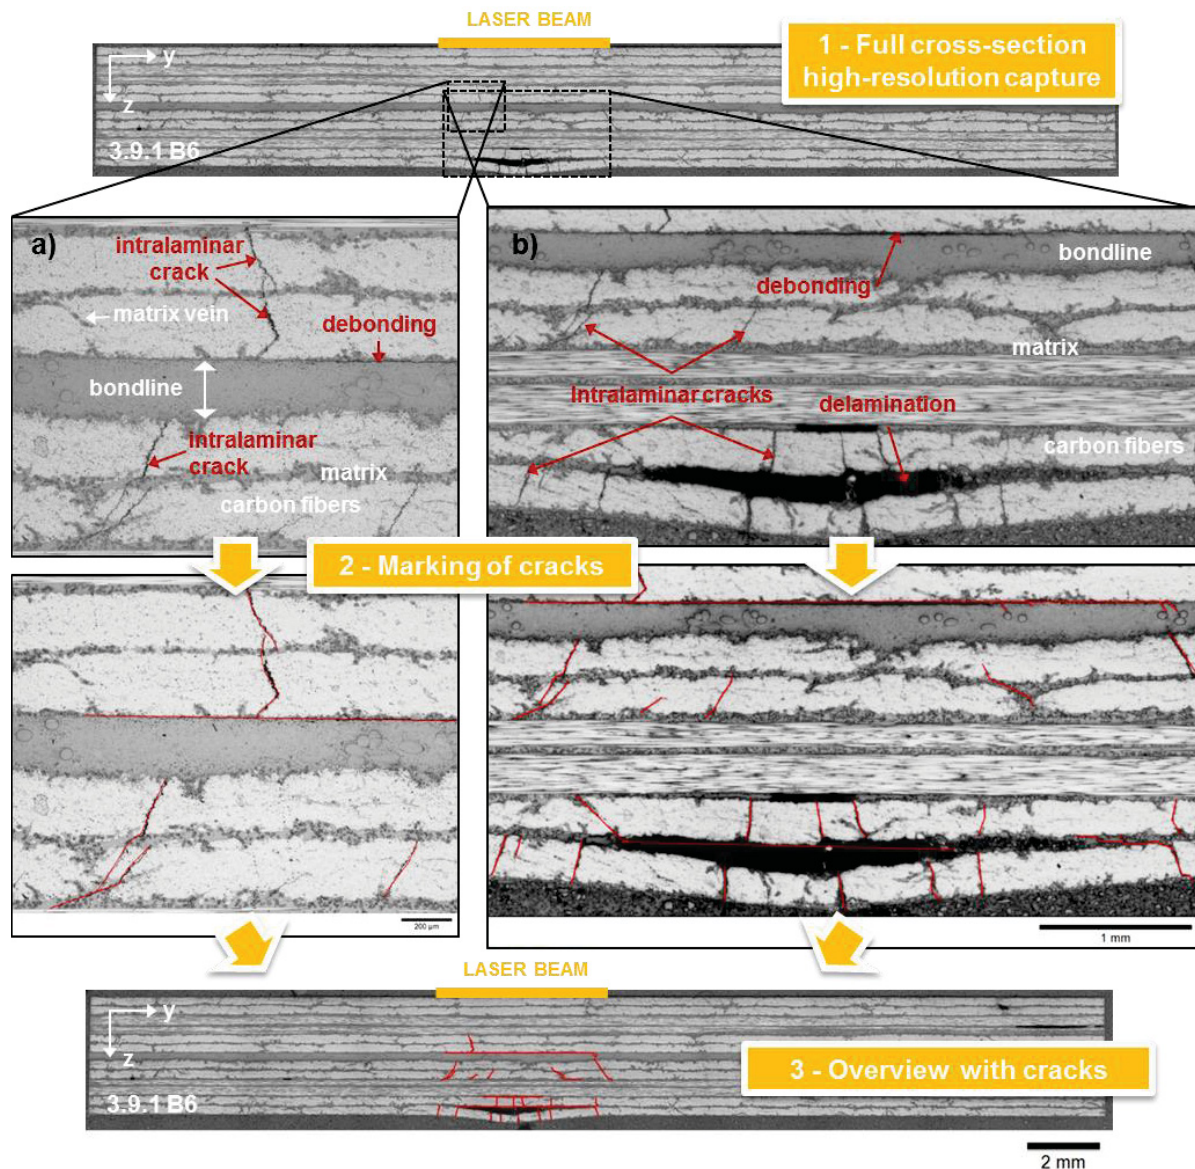 LASER BEAM
1 - Full cross-section
high-resolution capture
y
z
3.9.1 B6
a)
intralaminar
crack
matrix vein
debonding
bondline
intralaminar
crack
matrix
carbon fibers
b)
bondline
debonding
matrix
Intralaminar cracks
delamination
carbon fibers
2 - Marking of cracks
200 µm
1 mm
LASER BEAM
y
z
3.9.1 B6
3 - Overview with cracks
2 mm